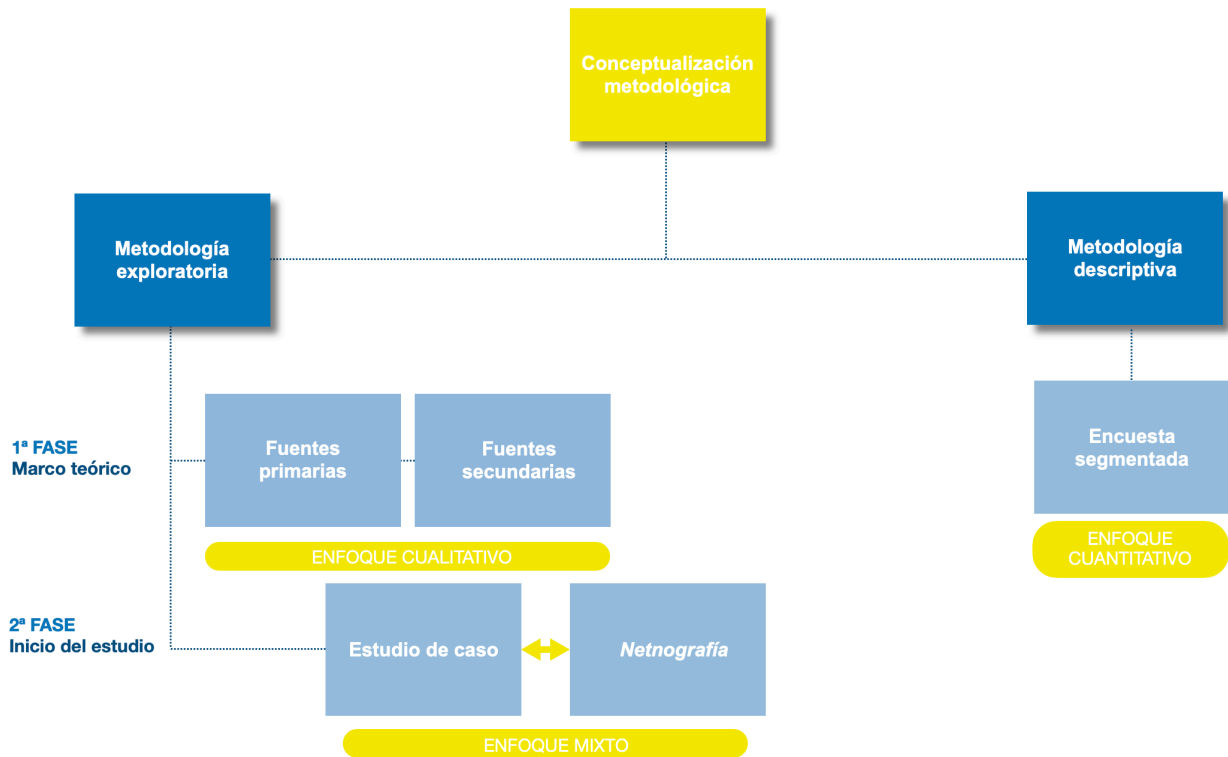 Conceptualización
metodológica
Metodología
exploratoria
Metodología
descriptiva
1ª FASE
Marco teórico
Fuentes
primarias
Fuentes
secundarias
Encuesta
segmentada
ENFOQUE CUALITATIVO
ENFOQUE
CUANTITATIVO
2ª FASE
Inicio del estudio
Estudio de caso
Netnografía
ENFOQUE MIXTO